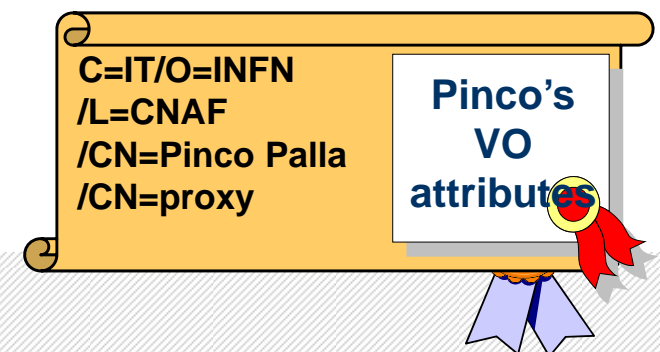 C=IT/O=INFN
/L=CNAF
/CN=Pinco Palla
/CN=proxy
Pinco’s
VO
attributes